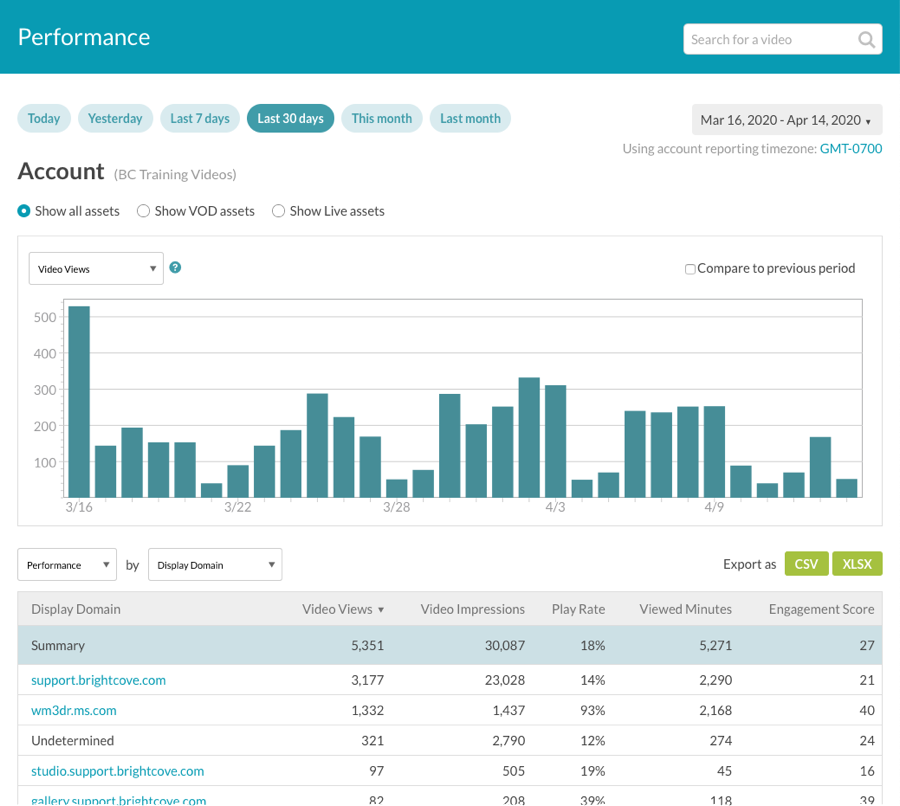 Performance
Search for a video
Today Yesterday Last 7 days Last 30 days This month Last month
Mar 16, 2020 - Apr 14, 2020 ▾
Using account reporting timezone: GMT-0700
Account (BC Training Videos)
Show all assets Show VOD assets Show Live assets
Video Views ▼ ? Compare to previous period
500
400
300
200
100
3/16 3/22 3/28 4/3 4/9
Performance ▼ by Display Domain ▼ Export as CSV XLSX
Display Domain Video Views ▼ Video Impressions Play Rate Viewed Minutes Engagement Score
Summary 5,351 30,087 18% 5,271 27
support.brightcove.com 3,177 23,028 14% 2,290 21
wm3dr.ms.com 1,332 1,437 93% 2,168 40
Undetermined 321 2,790 12% 274 24
studio.support.brightcove.com 97 505 19% 45 16
gallery.support.brightcove.com 82 208 39% 118 39